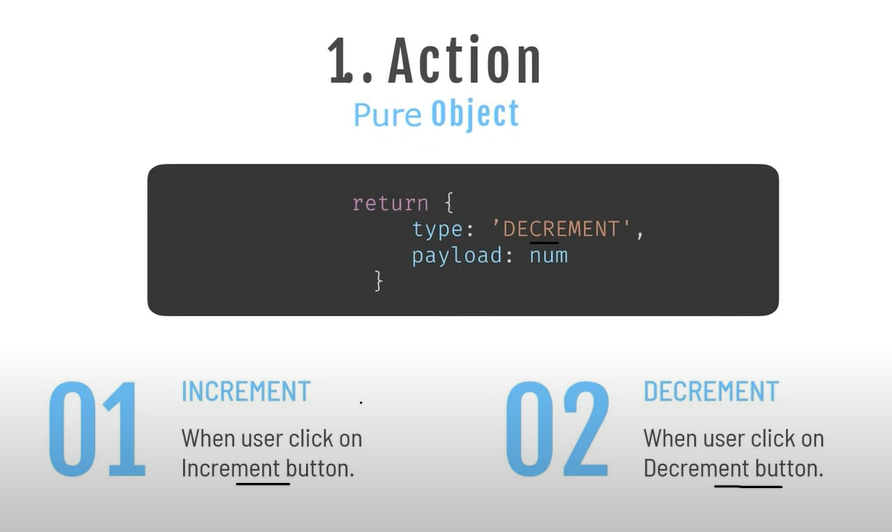 1. Action
Pure Object
return {
type: ’DECREMENT',
payload: num
}
01
INCREMENT
When user click on
Increment button.
02
DECREMENT
When user click on
Decrement button.